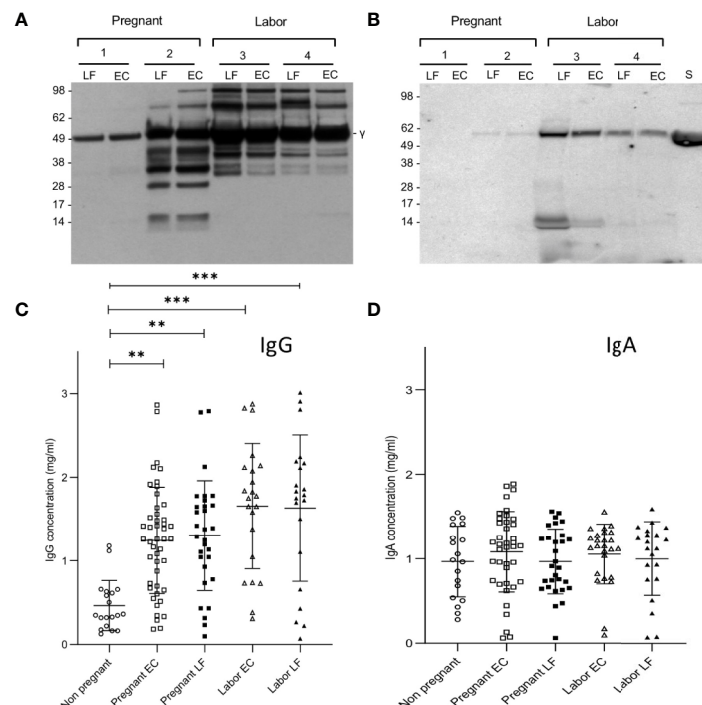 A
Pregnant Labor
1 2 3 4
LF EC LF EC LF EC LF EC
98
62
49
38
28
17
14
γ
B
Pregnant Labor
1 2 3 4
LF EC LF EC LF EC LF EC S
98
62
49
38
28
17
14
C
***
***
**
**
IgG
IgG concentration (mg/ml)
3
2
1
0
Non pregnant
Pregnant EC
Pregnant LF
Labor EC
Labor LF
D
IgA
IgA concentration (mg/ml)
3
2
1
0
Non pregnant
Pregnant EC
Pregnant LF
Labor EC
Labor LF